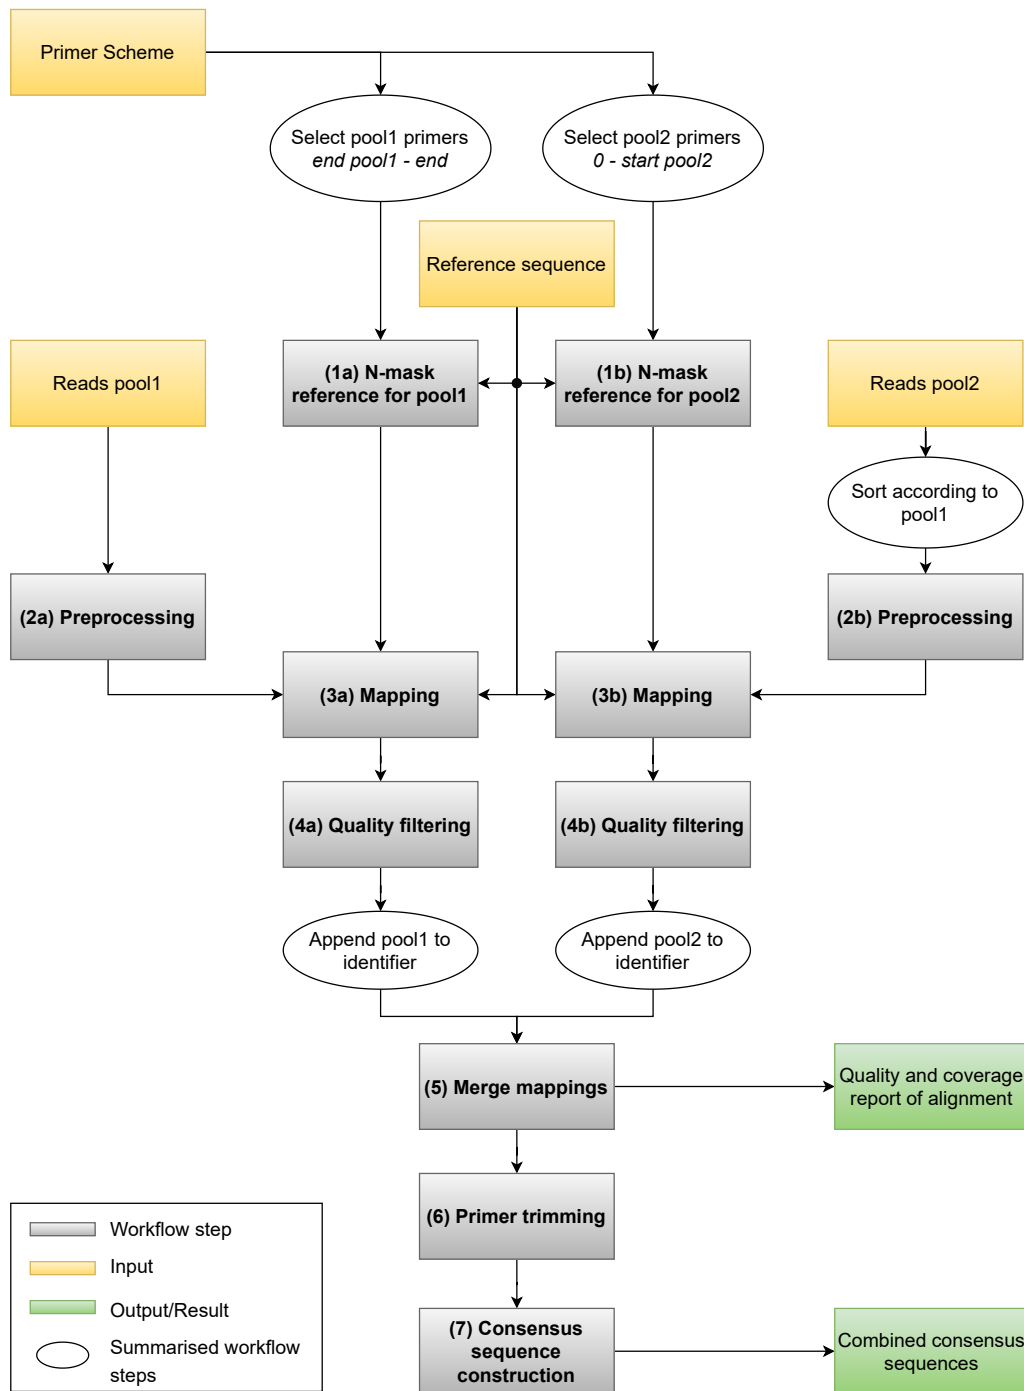 Primer Scheme
Select pool1 primers
end pool1 - end
Select pool2 primers
0 - start pool2
Reference sequence
Reads pool1
(1a) N-mask
reference for pool1
(1b) N-mask
reference for pool2
Reads pool2
Sort according to
pool1
(2a) Preprocessing
(2b) Preprocessing
(3a) Mapping
(3b) Mapping
(4a) Quality filtering
(4b) Quality filtering
Append pool1 to
identifier
Append pool2 to
identifier
(5) Merge mappings
Quality and coverage
report of alignment
(6) Primer trimming
(7) Consensus
sequence
construction
Combined consensus
sequences
Workflow step
Input
Output/Result
Summarised workflow
steps